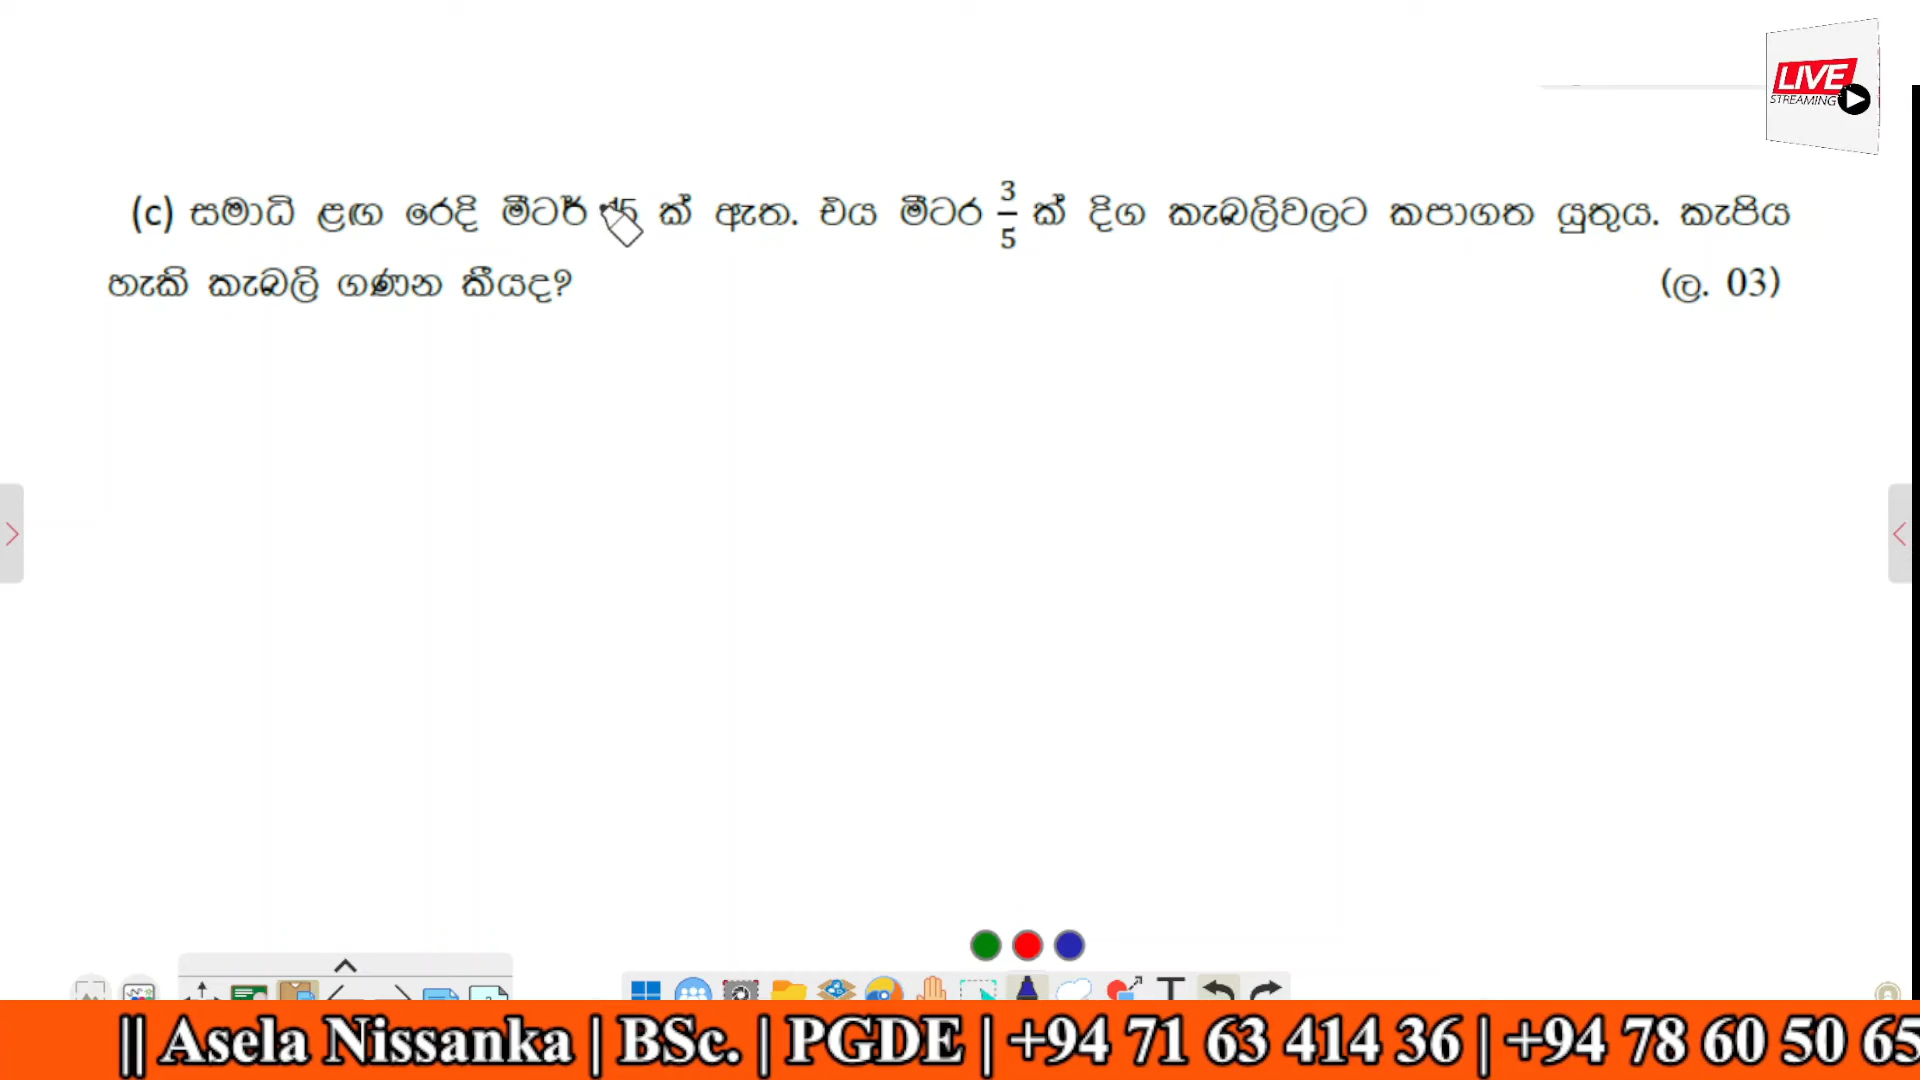 LIVE
STREAMING
(c) සමාධි ළඟ රෙදි මීටර් 15 ක් ඇත. එය මීටර 3/5 ක් දිග කැබලිවලට කපාගත යුතුය. කැපිය
හැකි කැබලි ගණන කීයද? (ල. 03)
|| Asela Nissanka | BSc. | PGDE | +94 71 63 414 36 | +94 78 60 50 65